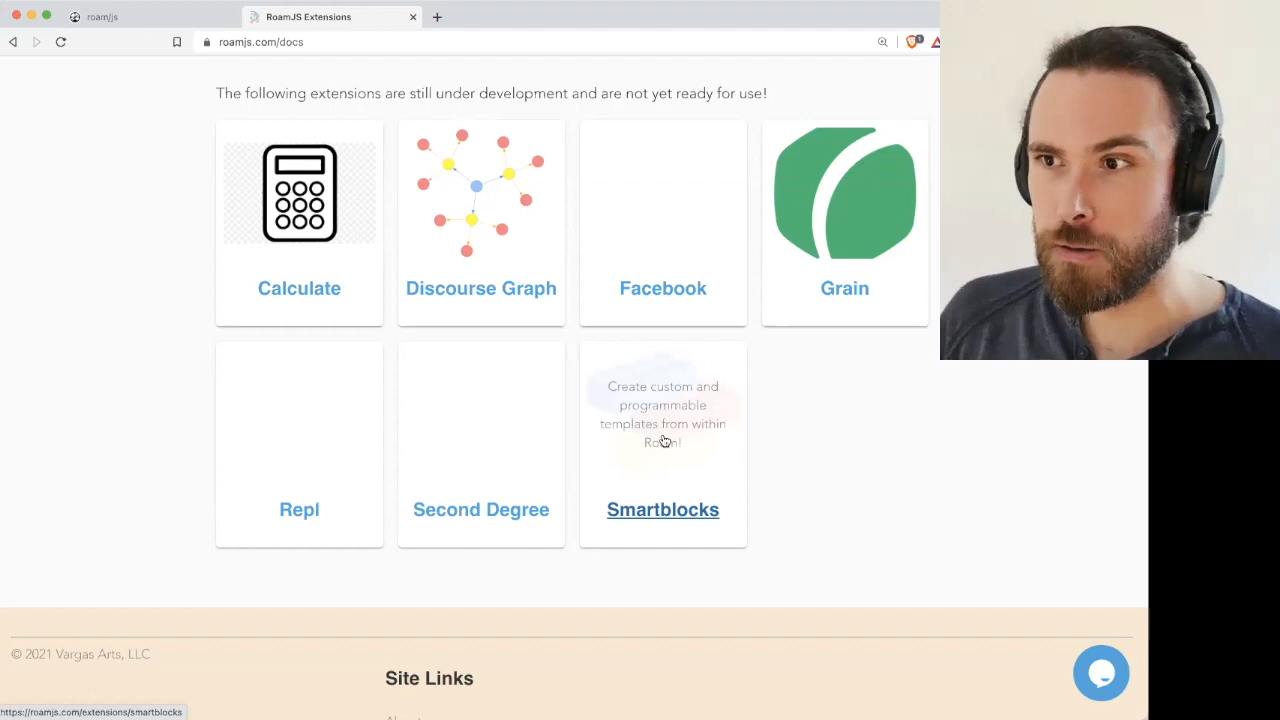 roam/js
RoamJS Extensions
roamjs.com/docs
1
The following extensions are still under development and are not yet ready for use!
Calculate
Discourse Graph
Facebook
Grain
Create custom and
programmable
templates from within
Roam!
Repl
Second Degree
Smartblocks
© 2021 Vargas Arts, LLC
Site Links
https://roamjs.com/extensions/smartblocks